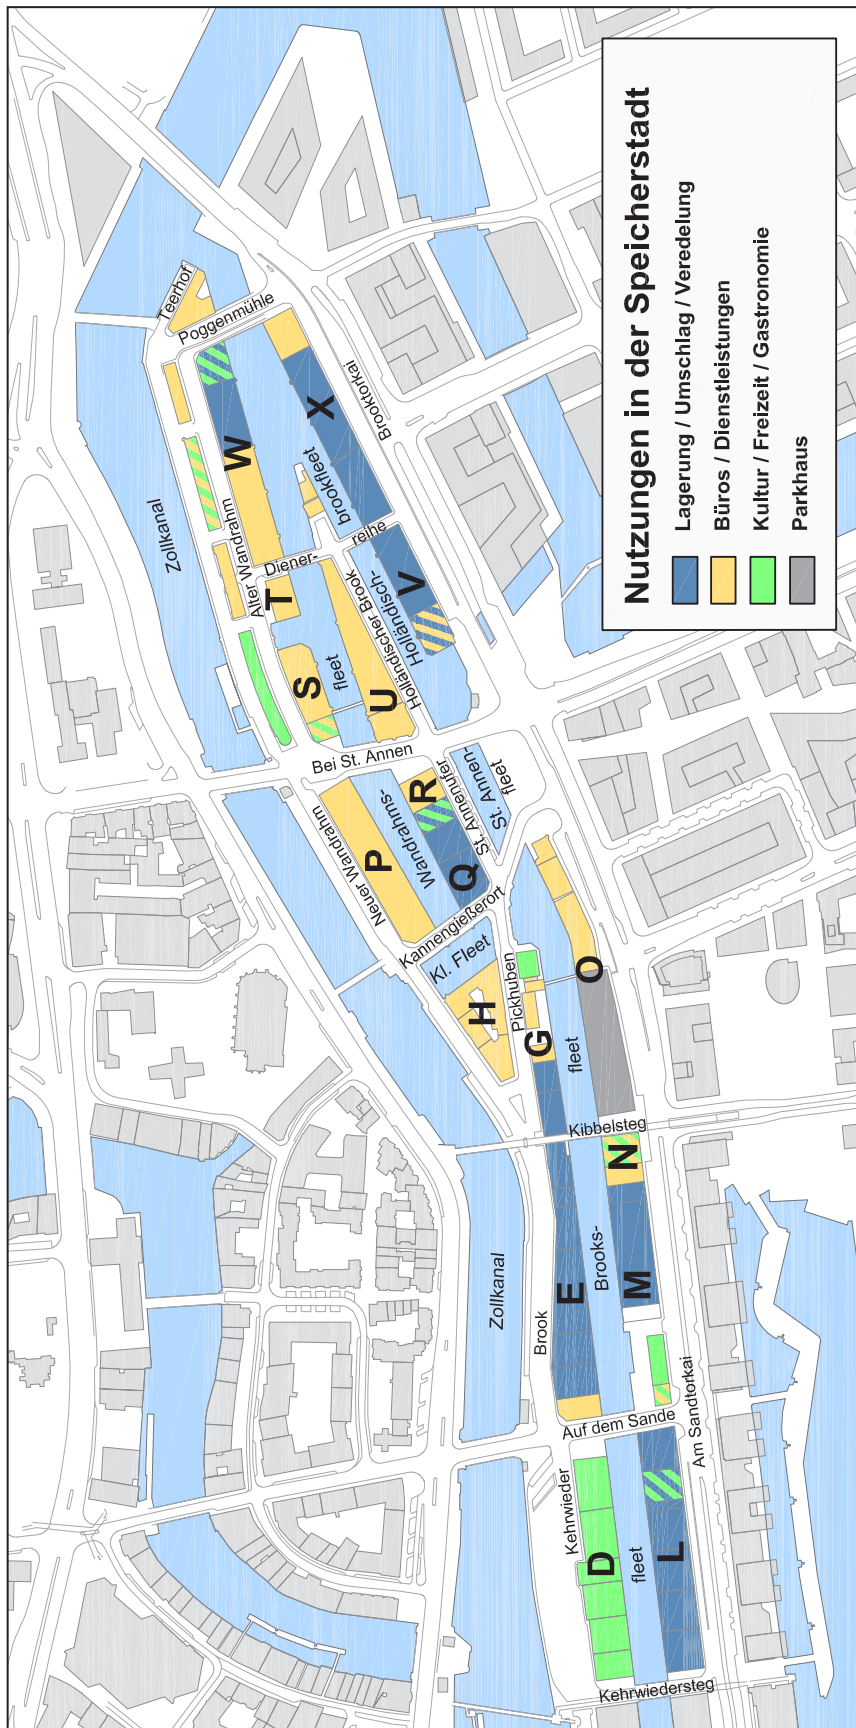 Nutzungen in der Speicherstadt
Lagerung / Umschlag / Veredelung
Büros / Dienstleistungen
Kultur / Freizeit / Gastronomie
Parkhaus
Zollkanal
Teerhof
Poggenmühle
Alter Wandrahm
W
X
Brooktorkai
brookfleet
Diener-
reihe
T
S
fleet
U
Holländischer Brook
Holländisch-
V
Bei St. Annen
Neuer Wandrahm
P
Wandrahms-
R
Q
St. Annenufer
St. Annen-
fleet
Kannengießerort
Kl. Fleet
H
Pickhuben
G
O
fleet
Kibbelsteg
N
Zollkanal
Brook
E
Brooks-
M
Auf dem Sande
Am Sandtorkai
Kehrwieder
D
fleet
L
Kehrwiedersteg